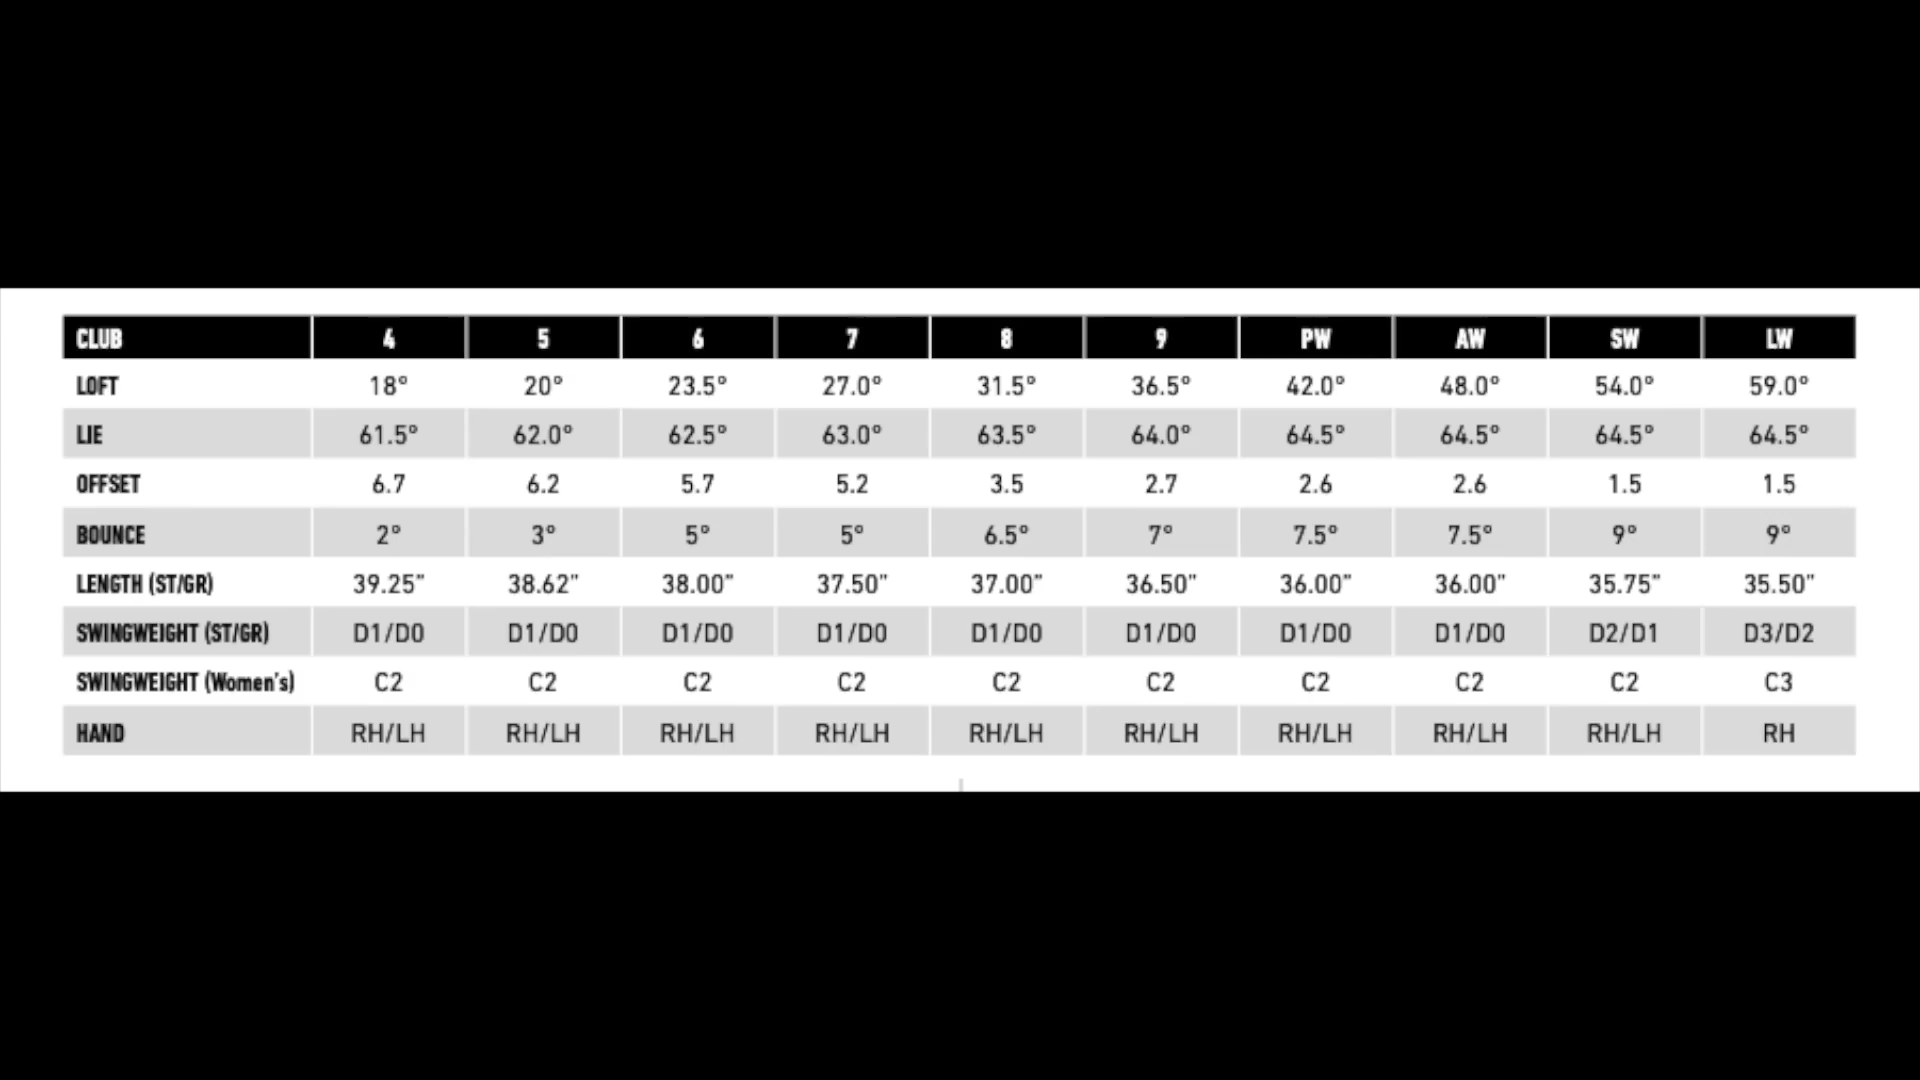 CLUB 4 5 6 7 8 9 PW AW SW LW
LOFT 18° 20° 23.5° 27.0° 31.5° 36.5° 42.0° 48.0° 54.0° 59.0°
LIE 61.5° 62.0° 62.5° 63.0° 63.5° 64.0° 64.5° 64.5° 64.5° 64.5°
OFFSET 6.7 6.2 5.7 5.2 3.5 2.7 2.6 2.6 1.5 1.5
BOUNCE 2° 3° 5° 5° 6.5° 7° 7.5° 7.5° 9° 9°
LENGTH (ST/GR) 39.25" 38.62" 38.00" 37.50" 37.00" 36.50" 36.00" 36.00" 35.75" 35.50"
SWINGWEIGHT (ST/GR) D1/D0 D1/D0 D1/D0 D1/D0 D1/D0 D1/D0 D1/D0 D1/D0 D2/D1 D3/D2
SWINGWEIGHT (Women's) C2 C2 C2 C2 C2 C2 C2 C2 C2 C3
HAND RH/LH RH/LH RH/LH RH/LH RH/LH RH/LH RH/LH RH/LH RH/LH RH